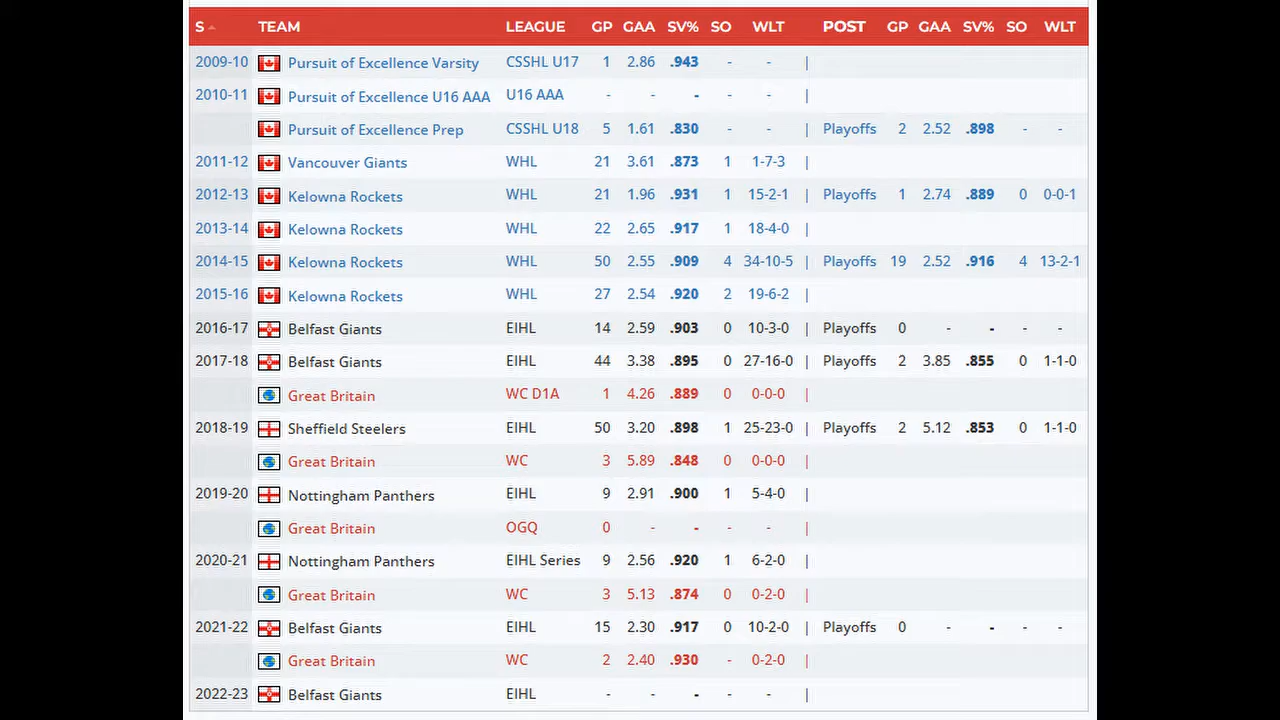 S TEAM LEAGUE GP GAA SV% SO WLT POST GP GAA SV% SO WLT
2009-10 Pursuit of Excellence Varsity CSSHL U17 1 2.86 .943 - - |
2010-11 Pursuit of Excellence U16 AAA U16 AAA - - - - - |
Pursuit of Excellence Prep CSSHL U18 5 1.61 .830 - - | Playoffs 2 2.52 .898 - -
2011-12 Vancouver Giants WHL 21 3.61 .873 1 1-7-3 |
2012-13 Kelowna Rockets WHL 21 1.96 .931 1 15-2-1 | Playoffs 1 2.74 .889 0 0-0-1
2013-14 Kelowna Rockets WHL 22 2.65 .917 1 18-4-0 |
2014-15 Kelowna Rockets WHL 50 2.55 .909 4 34-10-5 | Playoffs 19 2.52 .916 4 13-2-1
2015-16 Kelowna Rockets WHL 27 2.54 .920 2 19-6-2 |
2016-17 Belfast Giants EIHL 14 2.59 .903 0 10-3-0 | Playoffs 0 - - - -
2017-18 Belfast Giants EIHL 44 3.38 .895 0 27-16-0 | Playoffs 2 3.85 .855 0 1-1-0
Great Britain WC D1A 1 4.26 .889 0 0-0-0 |
2018-19 Sheffield Steelers EIHL 50 3.20 .898 1 25-23-0 | Playoffs 2 5.12 .853 0 1-1-0
Great Britain WC 3 5.89 .848 0 0-0-0 |
2019-20 Nottingham Panthers EIHL 9 2.91 .900 1 5-4-0 |
Great Britain OGQ 0 - - - - |
2020-21 Nottingham Panthers EIHL Series 9 2.56 .920 1 6-2-0 |
Great Britain WC 3 5.13 .874 0 0-2-0 |
2021-22 Belfast Giants EIHL 15 2.30 .917 0 10-2-0 | Playoffs 0 - - - -
Great Britain WC 2 2.40 .930 - 0-2-0 |
2022-23 Belfast Giants EIHL - - - - - |